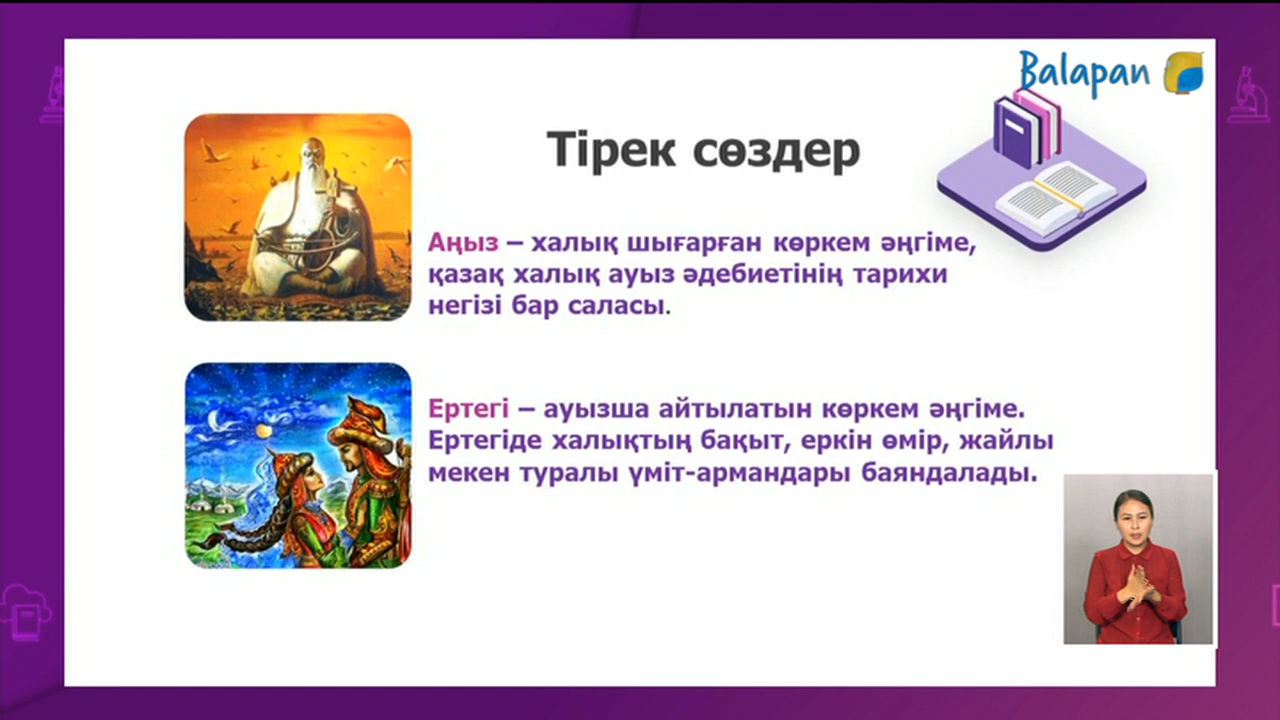 Balapan
Тірек сөздер
Аңыз – халық шығарған көркем әңгіме,
қазақ халық ауыз әдебиетінің тарихи
негізі бар саласы.
Ертегі – ауызша айтылатын көркем әңгіме.
Ертегіде халықтың бақыт, еркін өмір, жайлы
мекен туралы үміт-армандары баяндалады.